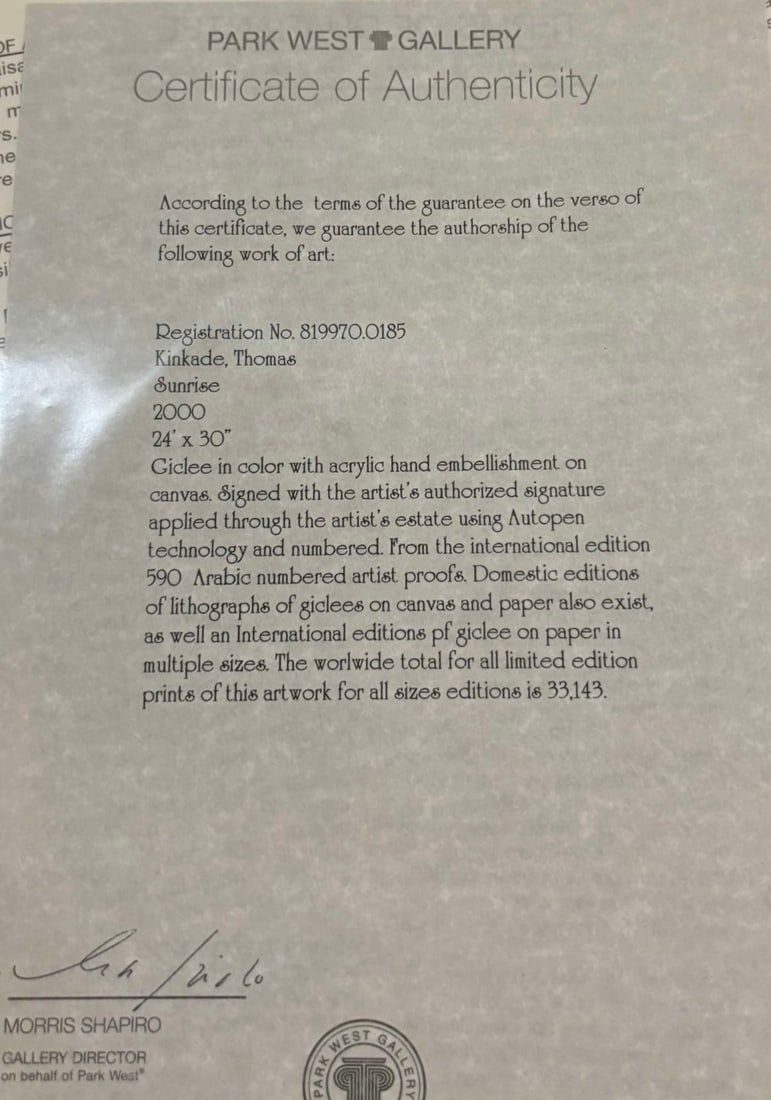 PARK WEST GALLERY
Certificate of Authenticity
According to the terms of the guarantee on the verso of
this certificate, we guarantee the authorship of the
following work of art:
Registration No. 819970.0185
Kinkade, Thomas
Sunrise
2000
24' x 30"
Giclee in color with acrylic hand embellishment on
canvas. Signed with the artist's authorized signature
applied through the artist's estate using Autopen
technology and numbered. From the international edition
590 Arabic numbered artist proofs. Domestic editions
of lithographs of giclees on canvas and paper also exist,
as well an International editions pf giclee on paper in
multiple sizes. The worlwide total for all limited edition
prints of this artwork for all sizes editions is 33,143.
MORRIS SHAPIRO
GALLERY DIRECTOR
on behalf of Park West®
PARK WEST GALLERY